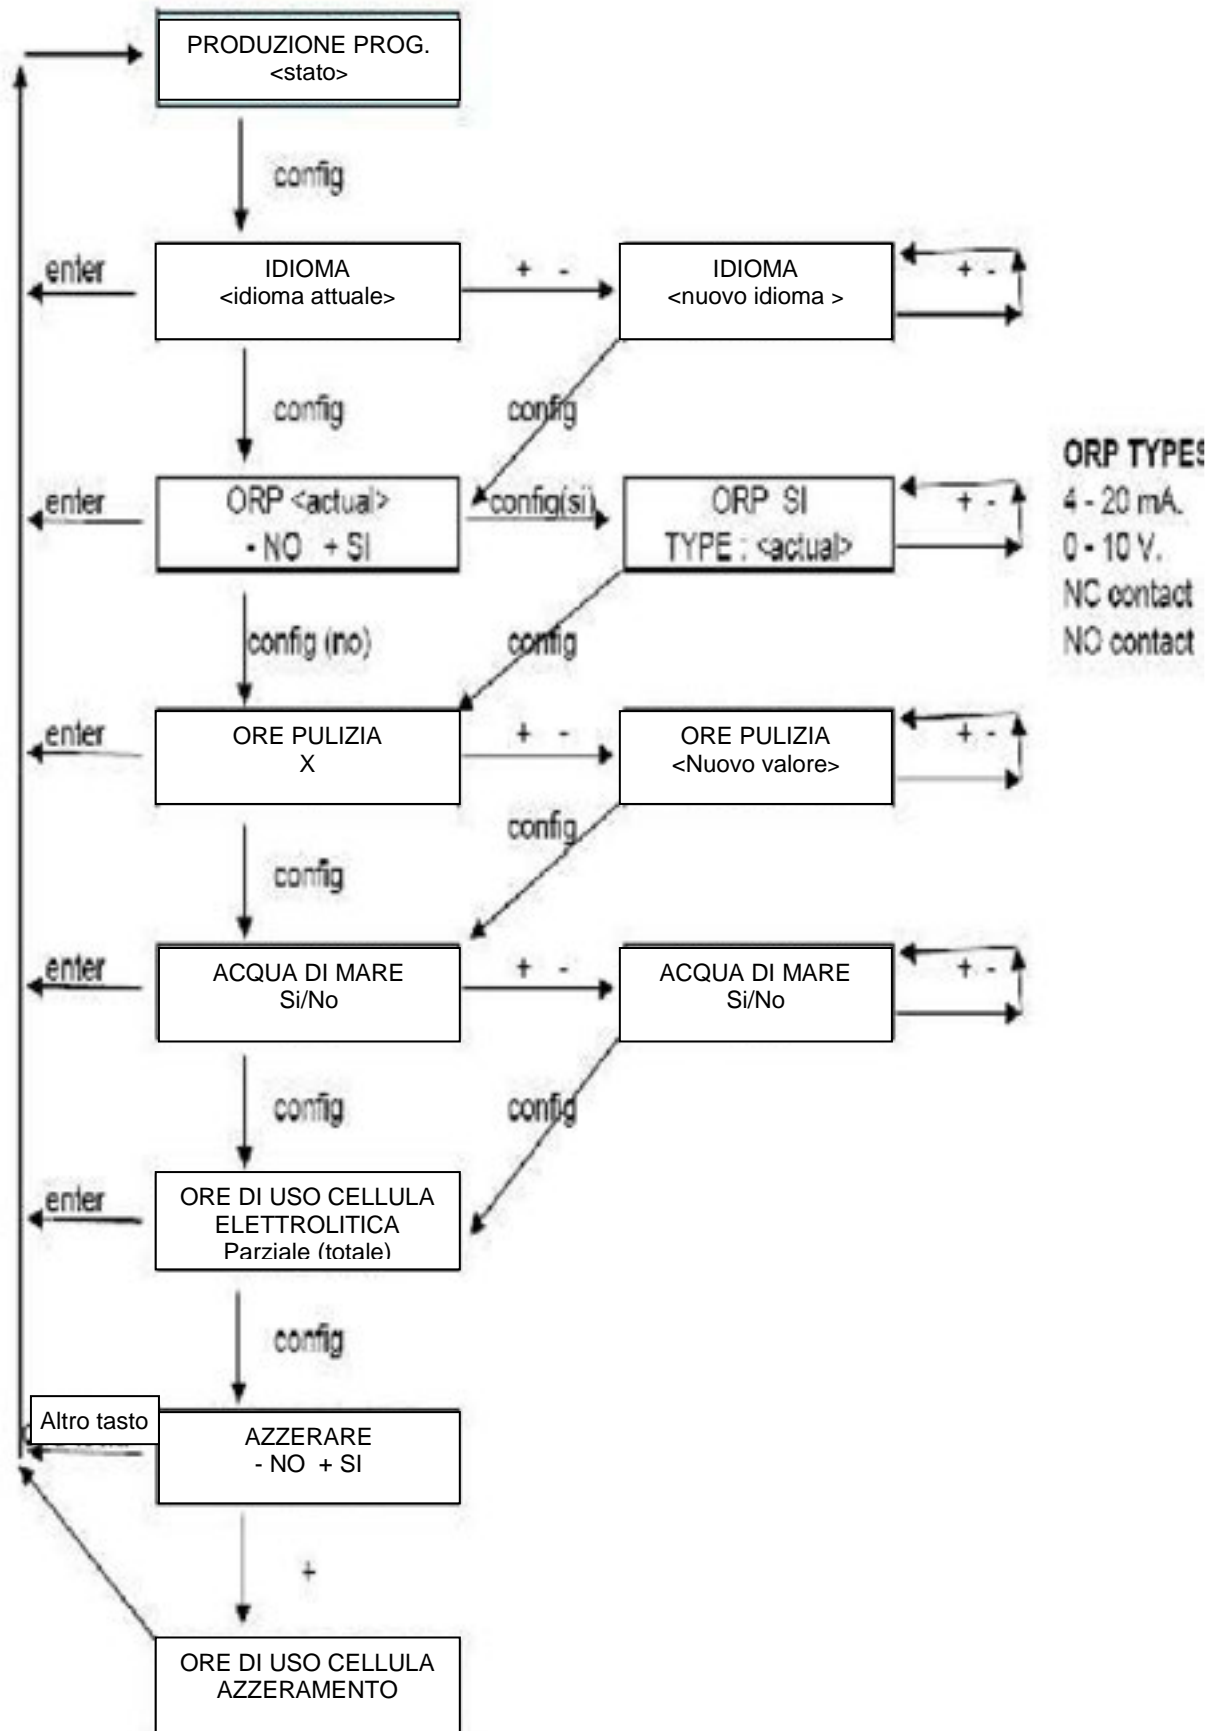 PRODUZIONE PROG.
<stato>
config
enter
IDIOMA
<idioma attuale>
+ -
IDIOMA
<nuovo idioma >
+ -
config
config
enter
ORP <actual>
- NO + SI
config(si)
ORP SI
TYPE : <actual>
+ -
ORP TYPES
4 - 20 mA.
0 - 10 V.
NC contact
NO contact
config (no)
config
enter
ORE PULIZIA
X
+ -
ORE PULIZIA
<Nuovo valore>
+ -
config
config
enter
ACQUA DI MARE
Si/No
+ -
ACQUA DI MARE
Si/No
+ -
config
config
enter
ORE DI USO CELLULA
ELETTROLITICA
Parziale (totale)
config
Altro tasto
AZZERARE
- NO + SI
+
ORE DI USO CELLULA
AZZERAMENTO